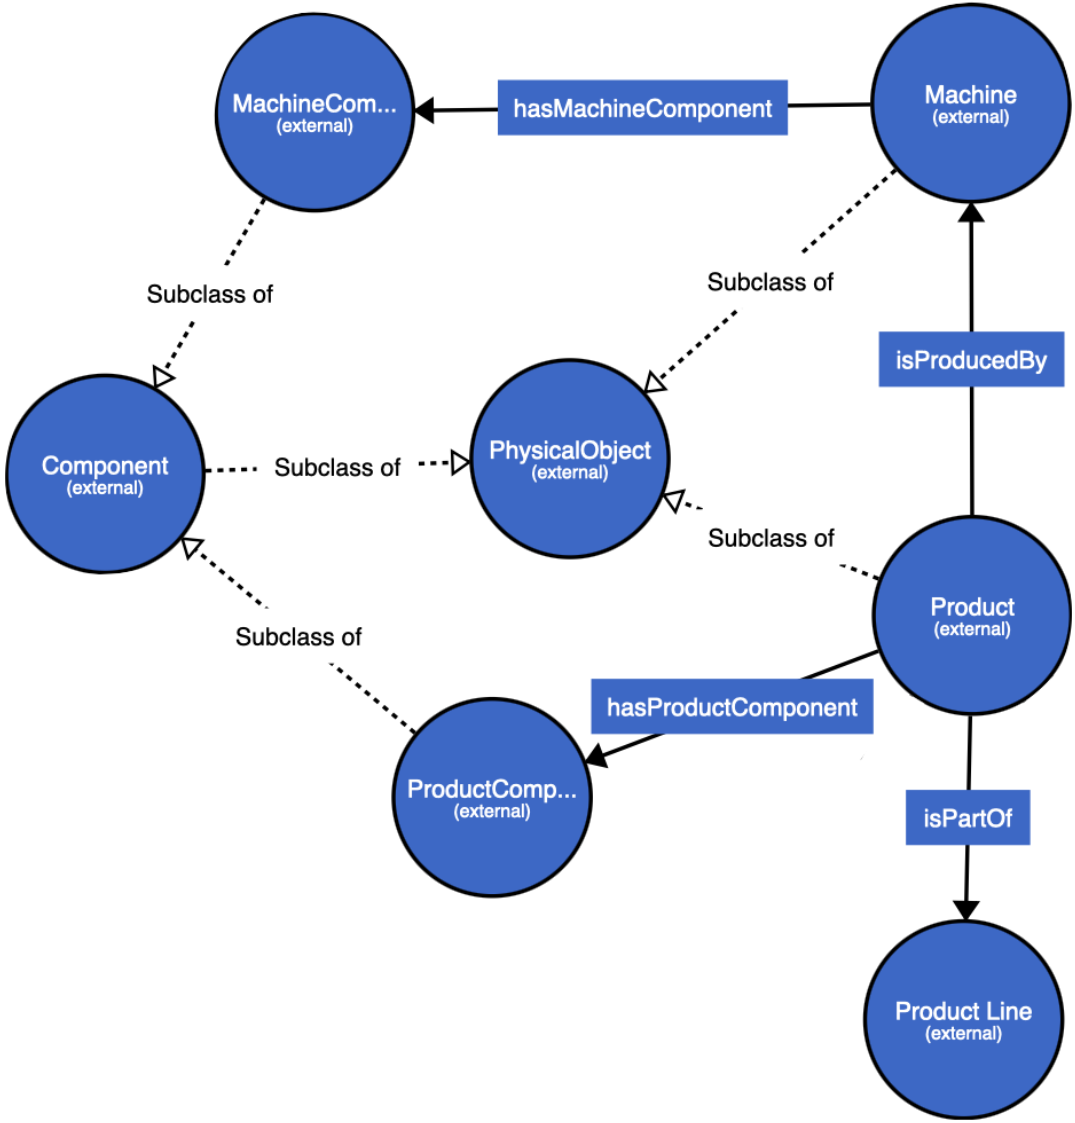 MachineCom...
(external)
hasMachineComponent
Machine
(external)
Subclass of
Subclass of
isProducedBy
Component
(external)
Subclass of
PhysicalObject
(external)
Subclass of
Product
(external)
Subclass of
hasProductComponent
ProductComp...
(external)
isPartOf
Product Line
(external)